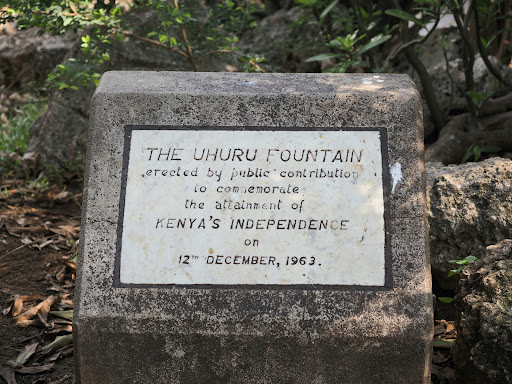 THE UHURU FOUNTAIN
erected by public contribution
to commemorate
the attainment of
KENYA'S INDEPENDENCE
on
12TH DECEMBER, 1963.